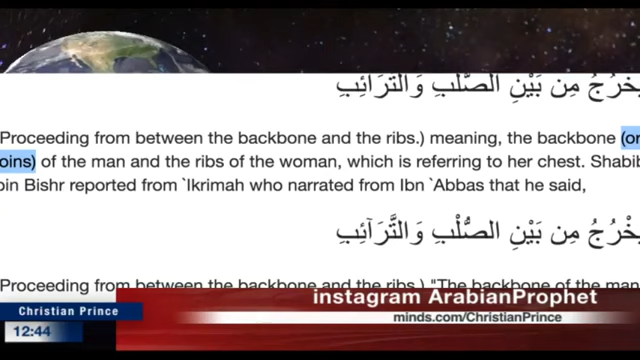 يَخْرُجُ مِن بَيْنِ الصُّلْبِ وَالتَّرَائِبِ
Proceeding from between the backbone and the ribs.) meaning, the backbone (or
oins) of the man and the ribs of the woman, which is referring to her chest. Shabib
bin Bishr reported from `Ikrimah who narrated from Ibn `Abbas that he said,
يَخْرُجُ مِن بَيْنِ الصُّلْبِ وَالتَّرَآئِبِ
Proceeding from between the backbone and the ribs.) "The backbone of the man
instagram ArabianProphet
Christian Prince
minds.com/ChristianPrince
12:44